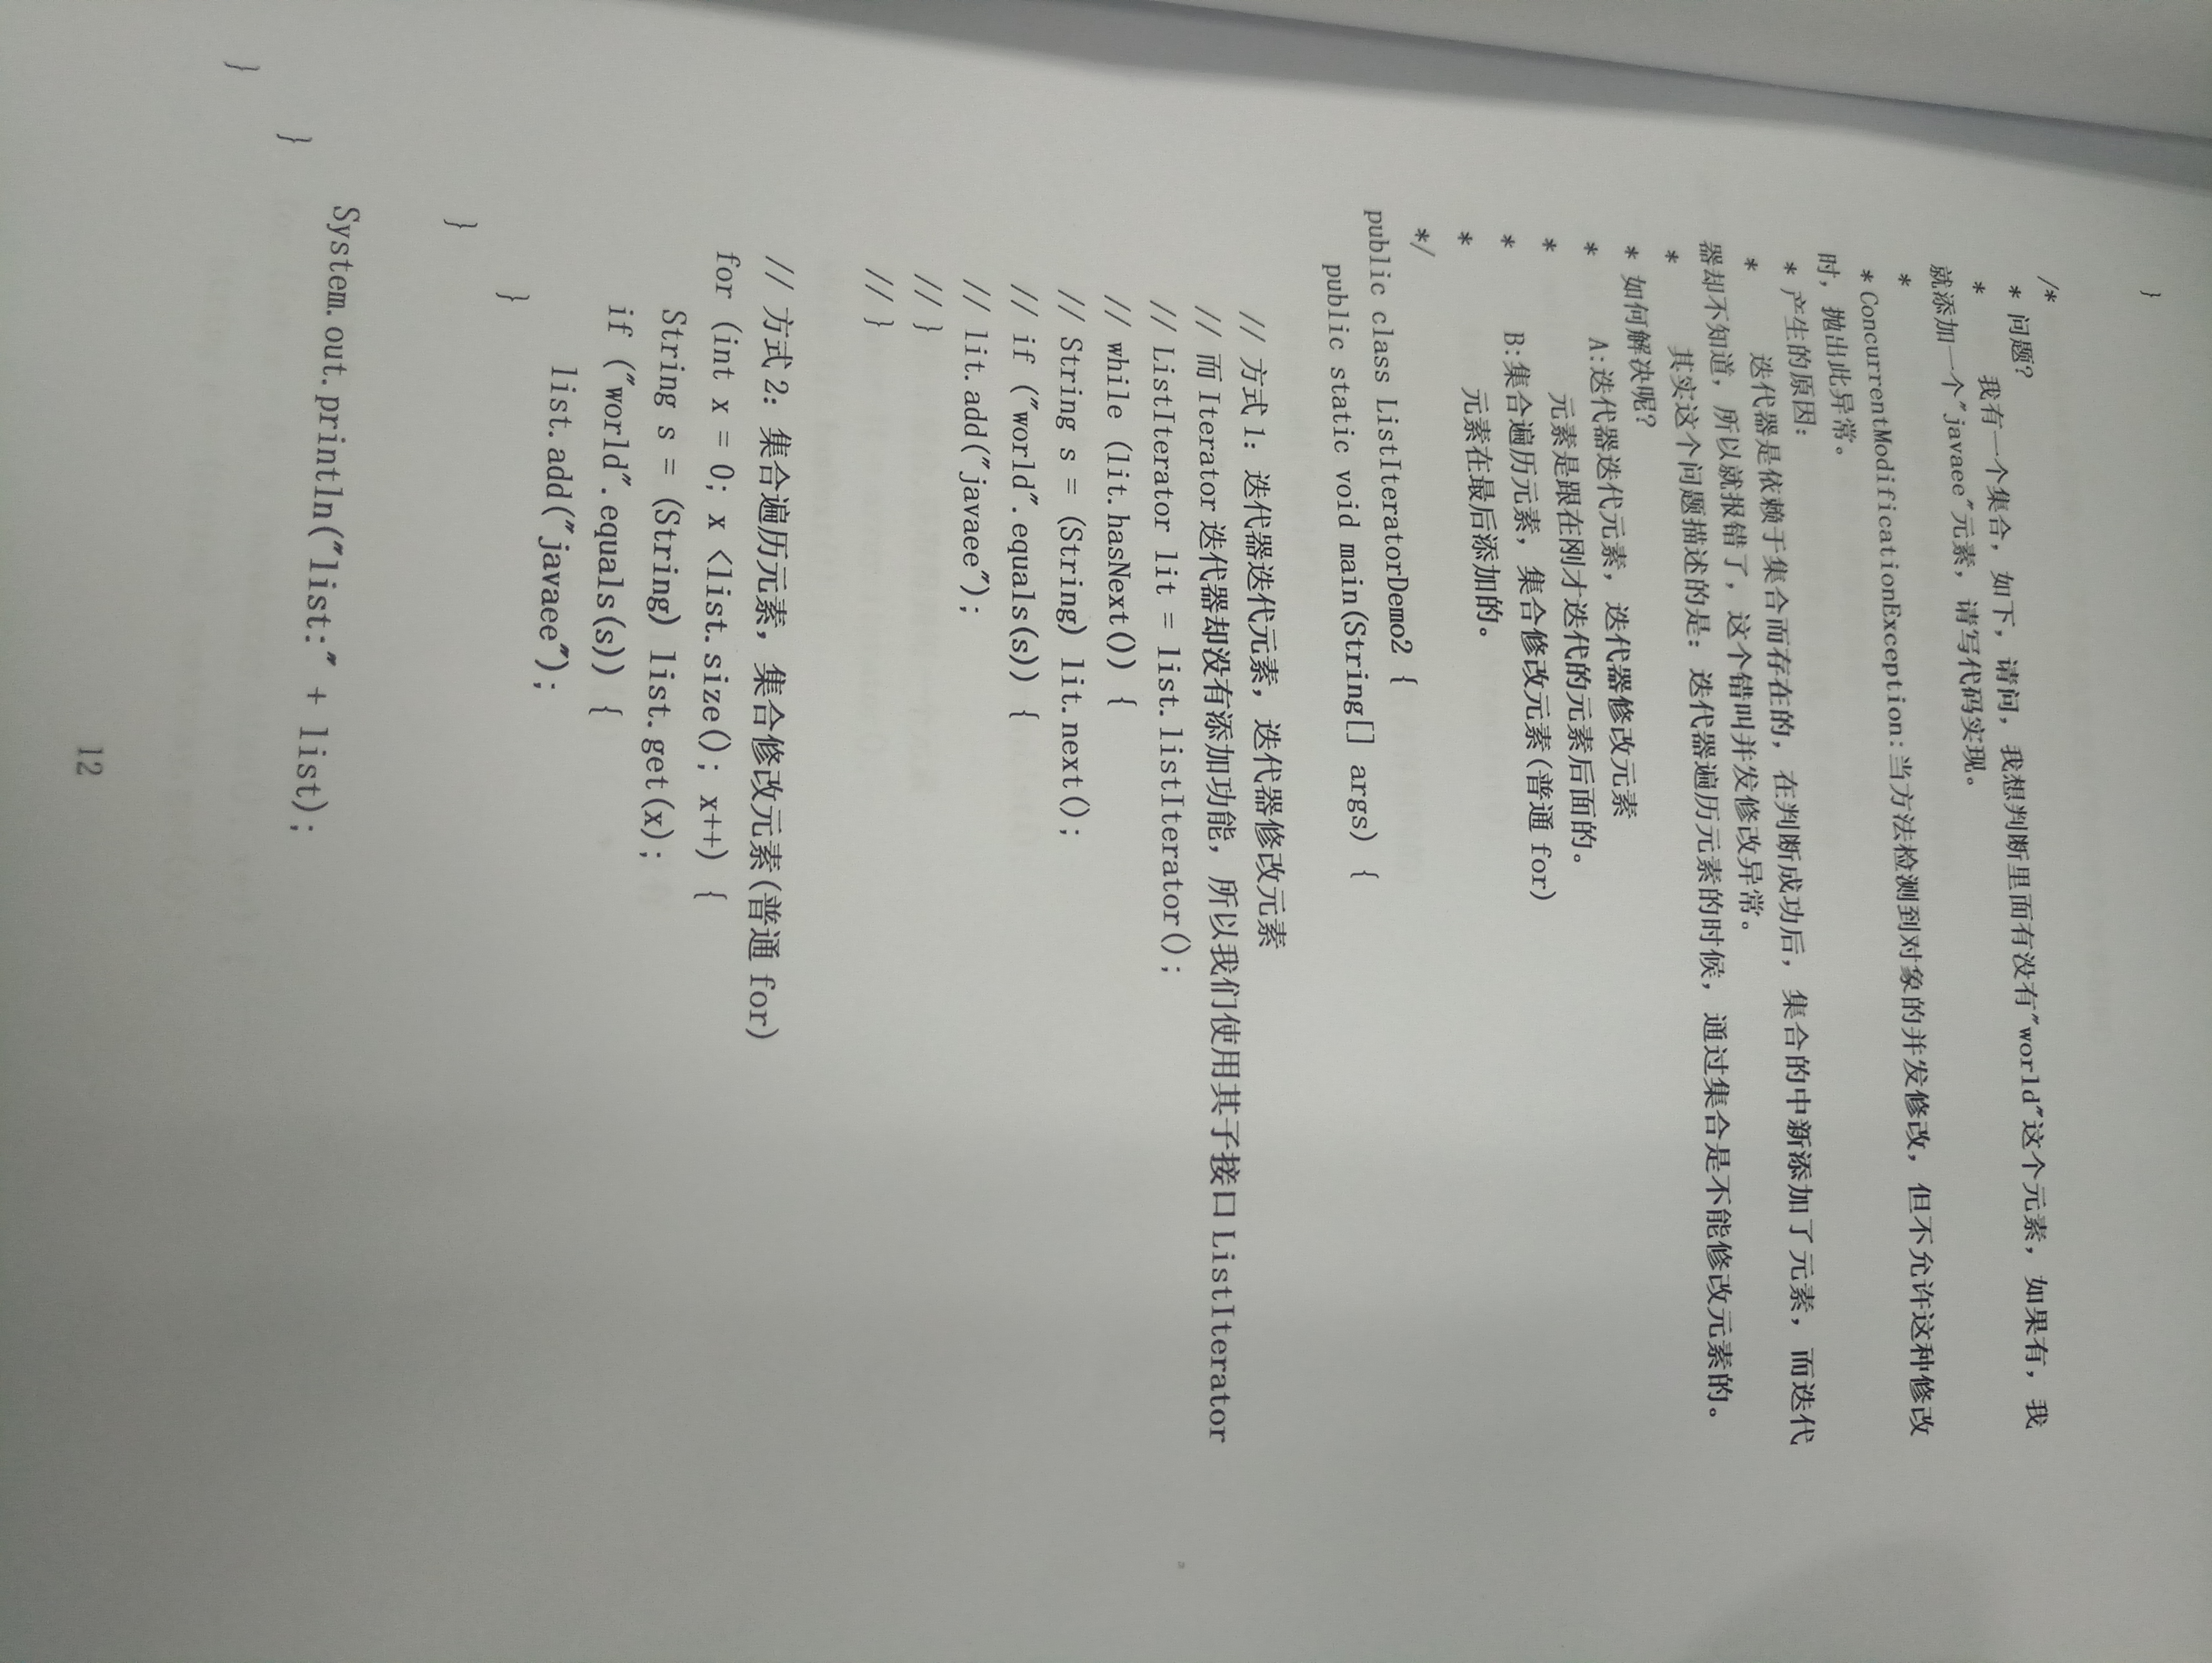 }
/*
* 问题?
* 我有一个集合，如下，请问，我想判断里面有没有"world"这个元素，如果有，我
就添加一个"javaee"元素，请写代码实现。
*
* ConcurrentModificationException:当方法检测到对象的并发修改，但不允许这种修改
时，抛出此异常。
* 产生的原因：
* 迭代器是依赖于集合而存在的，在判断成功后，集合的中新添加了元素，而迭代
器却不知道，所以就报错了，这个错叫并发修改异常。
* 其实这个问题描述的是：迭代器遍历元素的时候，通过集合是不能修改元素的。
* 如何解决呢?
* A:迭代器迭代元素，迭代器修改元素
* 元素是跟在刚才迭代的元素后面的。
* B:集合遍历元素，集合修改元素(普通 for)
* 元素在最后添加的。
*/
public class ListIteratorDemo2 {
public static void main(String[] args) {
// 方式 1：迭代器迭代元素，迭代器修改元素
// 而 Iterator 迭代器却没有添加功能，所以我们使用其子接口 ListIterator
// ListIterator lit = list.listIterator();
// while (lit.hasNext()) {
// String s = (String) lit.next();
// if ("world".equals(s)) {
// lit.add("javaee");
// }
// }
// 方式 2：集合遍历元素，集合修改元素(普通 for)
for (int x = 0; x <list.size(); x++) {
String s = (String) list.get(x);
if ("world".equals(s)) {
list.add("javaee");
}
}
System.out.println("list:" + list);
}
}
12